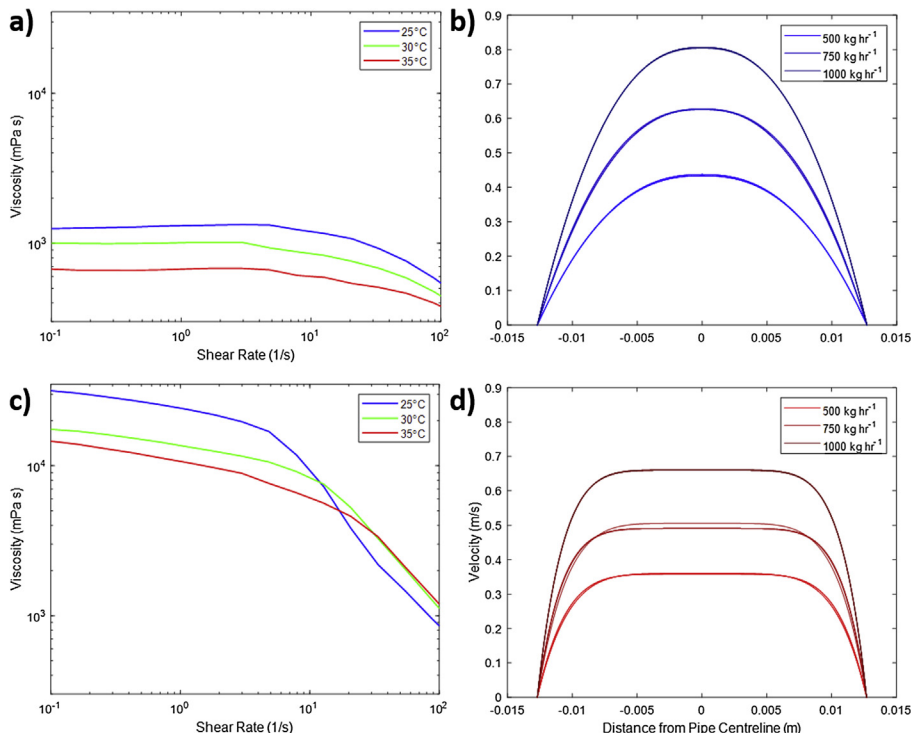 a)
25°C
30°C
35°C
10^4
10^3
Viscosity (mPa s)
10^-1
10^0
10^1
10^2
Shear Rate (1/s)
b)
500 kg hr^-1
750 kg hr^-1
1000 kg hr^-1
0.9
0.8
0.7
0.6
0.5
0.4
0.3
0.2
0.1
0
-0.015
-0.01
-0.005
0
0.005
0.01
0.015
c)
25°C
30°C
35°C
10^4
10^3
Viscosity (mPa s)
10^-1
10^0
10^1
10^2
Shear Rate (1/s)
d)
500 kg hr^-1
750 kg hr^-1
1000 kg hr^-1
0.9
0.8
0.7
0.6
0.5
0.4
0.3
0.2
0.1
0
Velocity (m/s)
-0.015
-0.01
-0.005
0
0.005
0.01
0.015
Distance from Pipe Centreline (m)